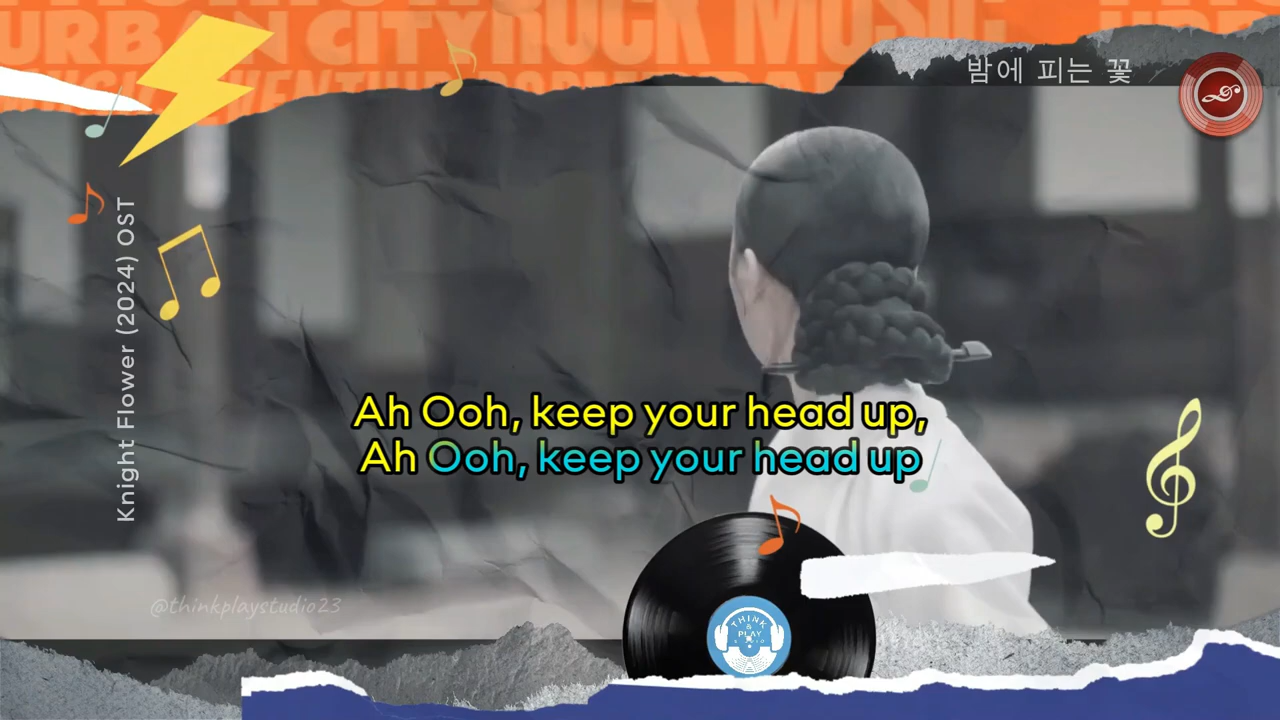 URBAN CITY ROCK MUSIC
밤에 피는 꽃
Knight Flower (2024) OST
Ah Ooh, keep your head up,
Ah Ooh, keep your head up
@thinkplaystudio23
THINK
&
PLAY
STUDIO